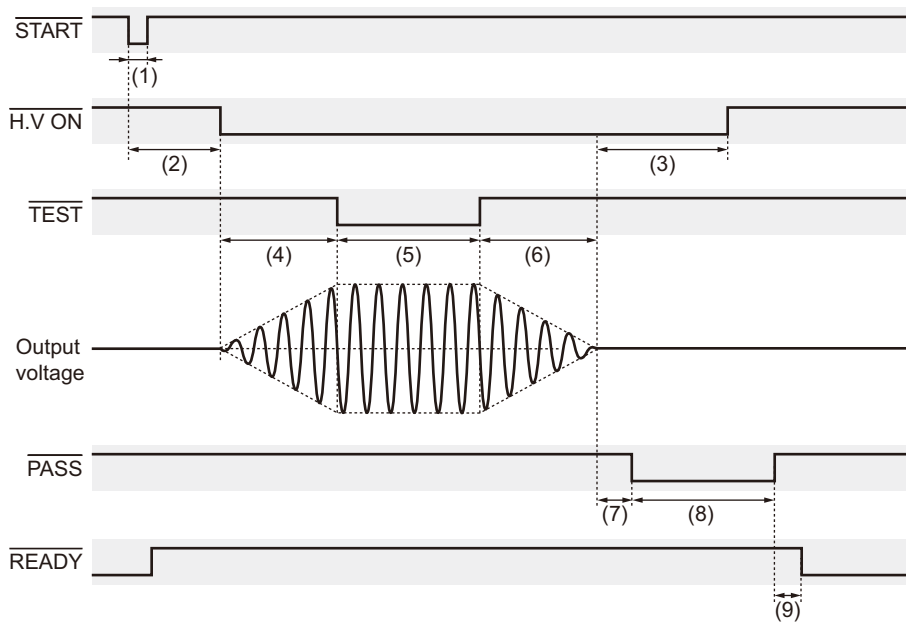 START
(1)
H.V ON
(2)
(3)
TEST
(4)
(5)
(6)
Output
voltage
PASS
(7)
(8)
READY
(9)